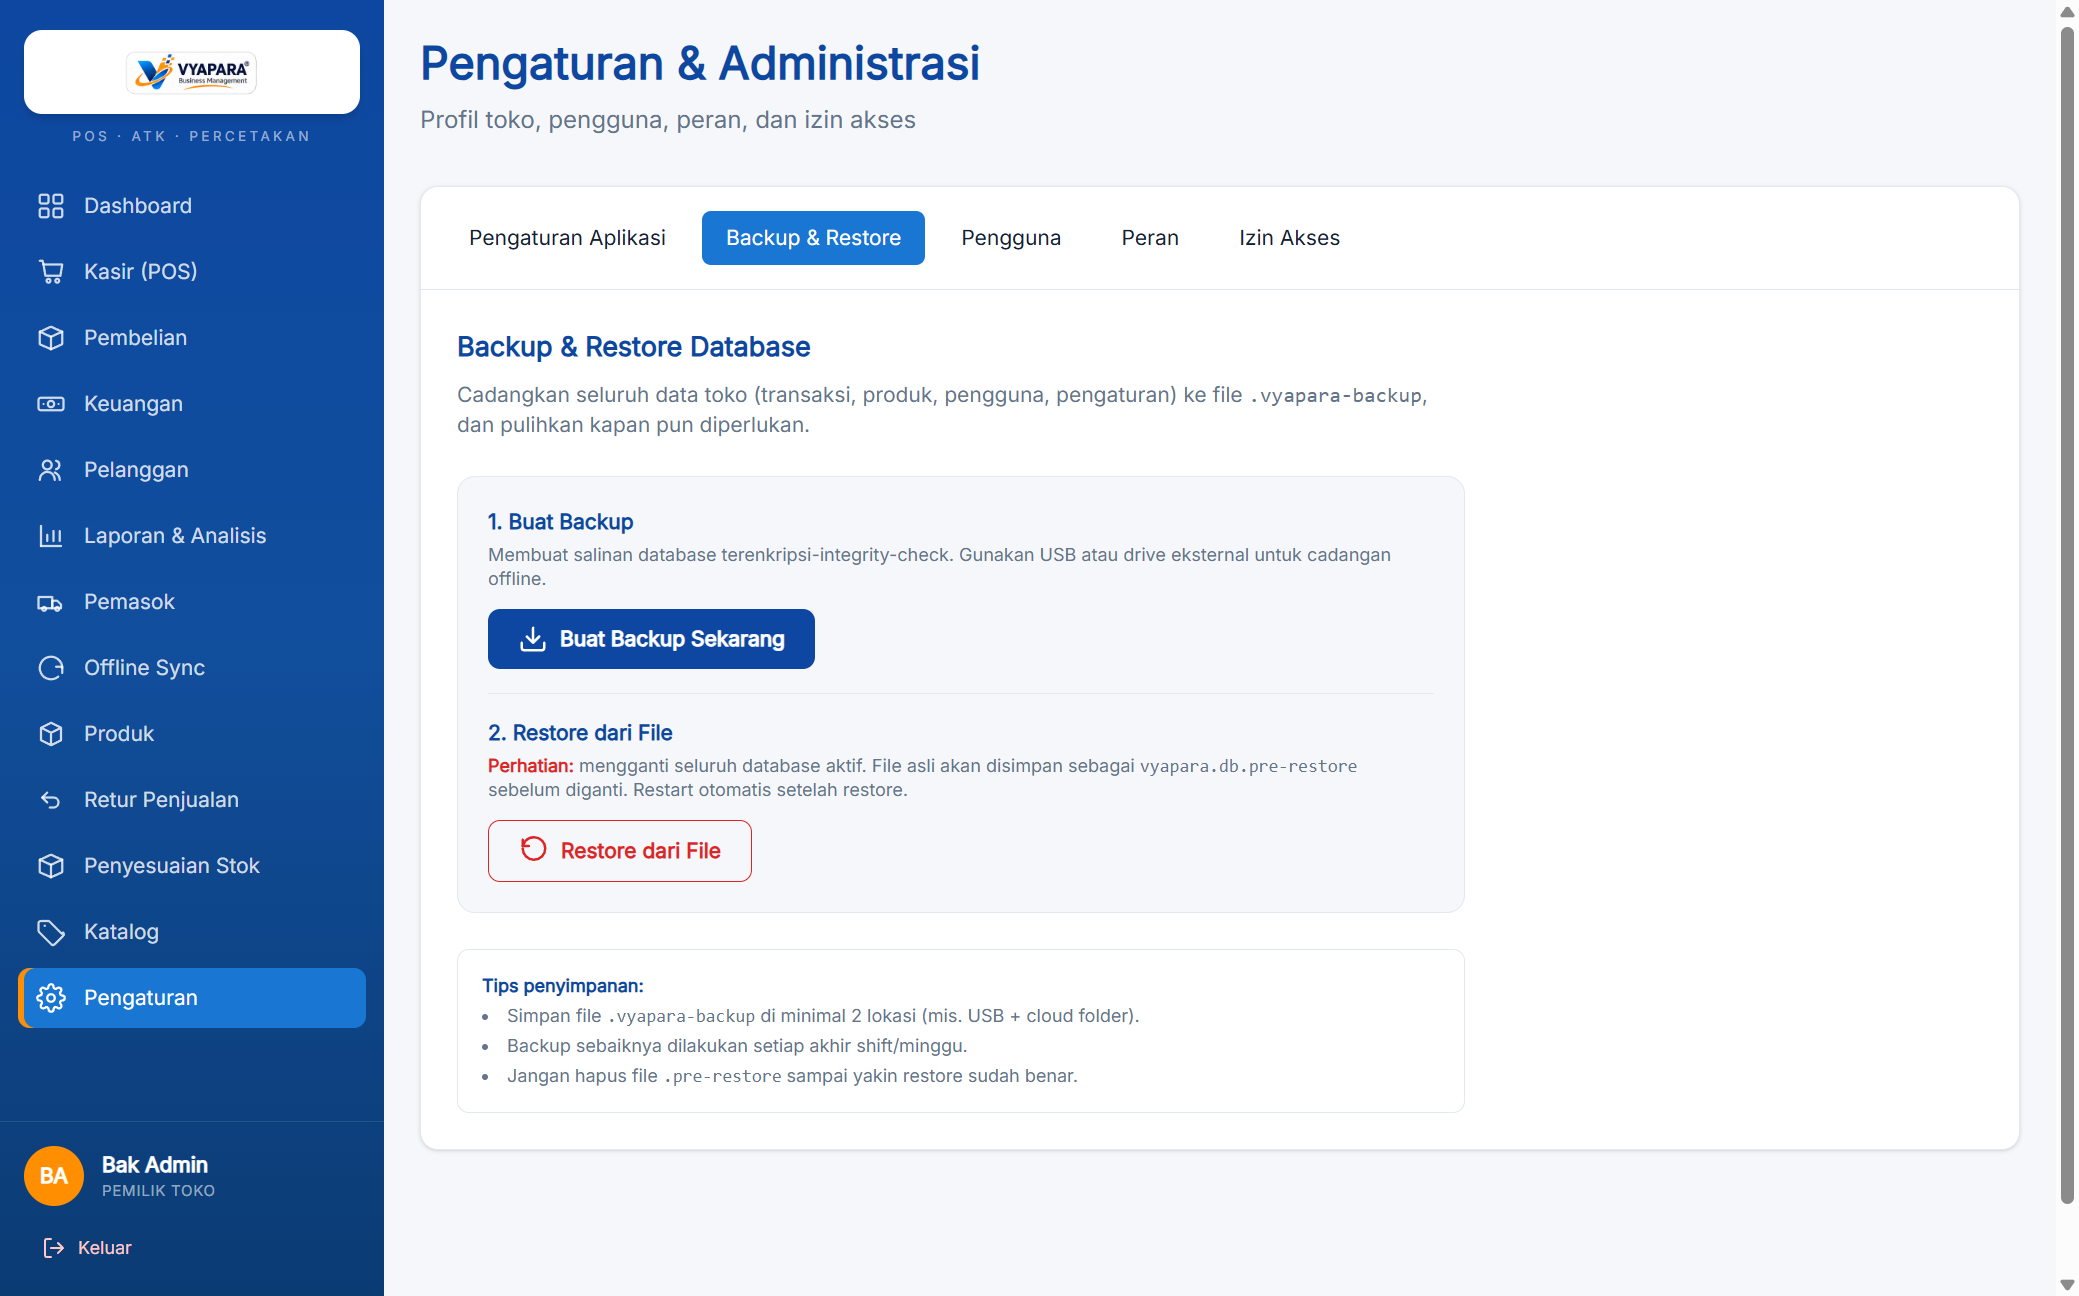 VYAPARA®
Business Management
POS · ATK · PERCETAKAN
Dashboard
Kasir (POS)
Pembelian
Keuangan
Pelanggan
Laporan & Analisis
Pemasok
Offline Sync
Produk
Retur Penjualan
Penyesuaian Stok
Katalog
Pengaturan
BA
Bak Admin
PEMILIK TOKO
Keluar
Pengaturan & Administrasi
Profil toko, pengguna, peran, dan izin akses
Pengaturan Aplikasi
Backup & Restore
Pengguna
Peran
Izin Akses
Backup & Restore Database
Cadangkan seluruh data toko (transaksi, produk, pengguna, pengaturan) ke file .vyapara-backup,
dan pulihkan kapan pun diperlukan.
1. Buat Backup
Membuat salinan database terenkripsi-integrity-check. Gunakan USB atau drive eksternal untuk cadangan
offline.
Buat Backup Sekarang
2. Restore dari File
Perhatian: mengganti seluruh database aktif. File asli akan disimpan sebagai vyapara.db.pre-restore
sebelum diganti. Restart otomatis setelah restore.
Restore dari File
Tips penyimpanan:
• Simpan file .vyapara-backup di minimal 2 lokasi (mis. USB + cloud folder).
• Backup sebaiknya dilakukan setiap akhir shift/minggu.
• Jangan hapus file .pre-restore sampai yakin restore sudah benar.